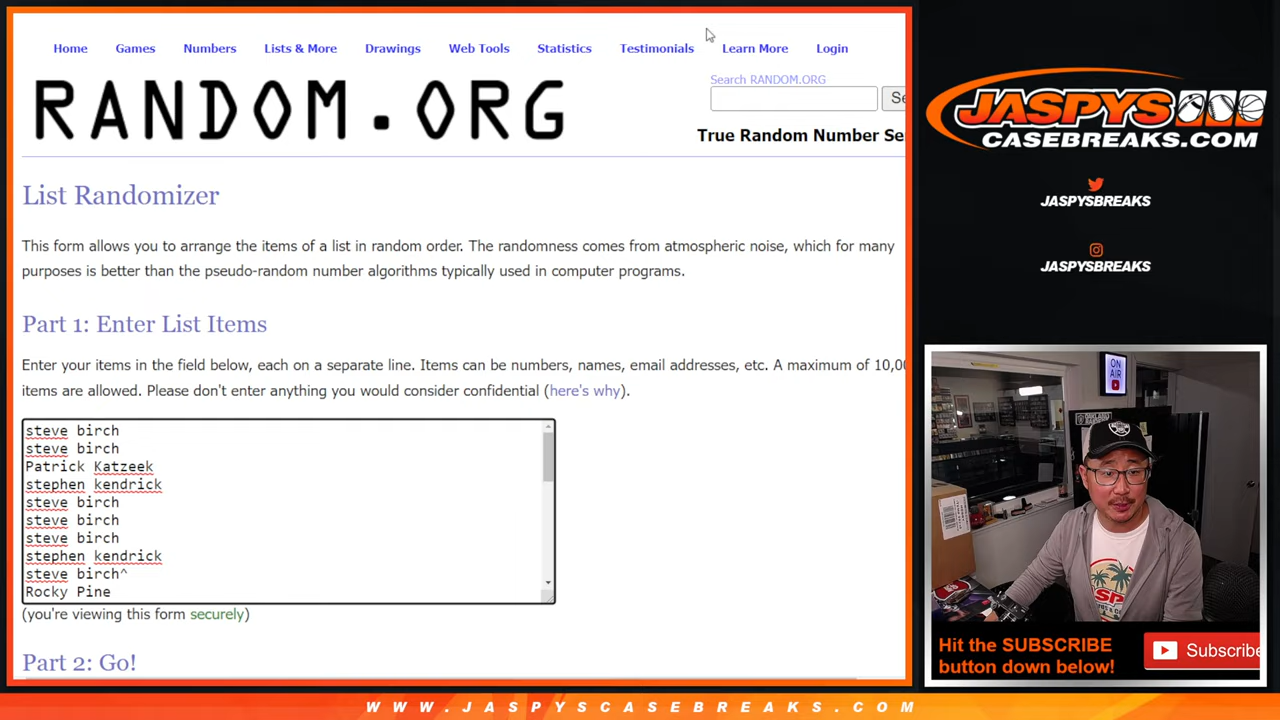 Home Games Numbers Lists & More Drawings Web Tools Statistics Testimonials Learn More Login
RANDOM.ORG
Search RANDOM.ORG
True Random Number Se
List Randomizer
This form allows you to arrange the items of a list in random order. The randomness comes from atmospheric noise, which for many
purposes is better than the pseudo-random number algorithms typically used in computer programs.
Part 1: Enter List Items
Enter your items in the field below, each on a separate line. Items can be numbers, names, email addresses, etc. A maximum of 10,00
items are allowed. Please don't enter anything you would consider confidential (here's why).
steve birch
steve birch
Patrick Katzeek
stephen kendrick
steve birch
steve birch
steve birch
stephen kendrick
steve birch^
Rocky Pine
(you're viewing this form securely)
Part 2: Go!
JASPYS
CASEBREAKS.COM
JASPYSBREAKS
JASPYSBREAKS
ON
AIR
Hit the SUBSCRIBE
button down below!
Subscribe
WWW.JASPYSCASEBREAKS.COM